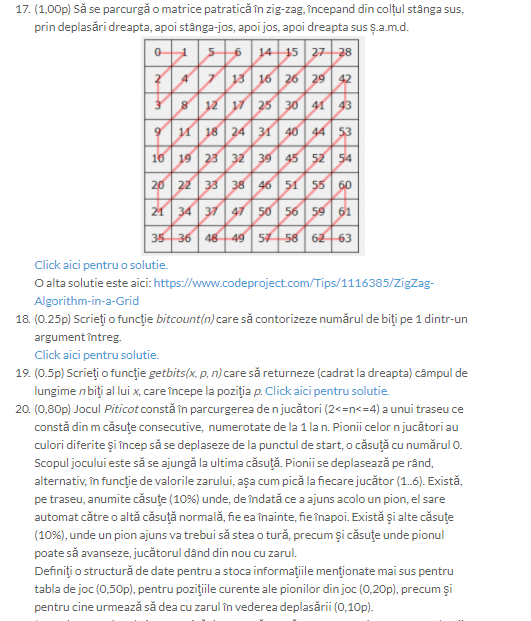 17. (1,00p) Să se parcurgă o matrice patratică în zig-zag, începand din colţul stânga sus,
prin deplasări dreapta, apoi stânga-jos, apoi jos, apoi dreapta sus ş.a.m.d.
0 1 5 6 14 15 27 28
2 4 7 13 16 26 29 42
3 8 12 17 25 30 41 43
9 11 18 24 31 40 44 53
10 19 23 32 39 45 52 54
20 22 33 38 46 51 55 60
21 34 37 47 50 56 59 61
35 36 48 49 57 58 62 63
Click aici pentru o solutie.
O alta solutie este aici: https://www.codeproject.com/Tips/1116385/ZigZag-
Algorithm-in-a-Grid
18. (0.25p) Scrieţi o funcţie bitcount(n) care să contorizeze numărul de biţi pe 1 dintr-un
argument întreg.
Click aici pentru solutie.
19. (0.5p) Scrieţi o funcţie getbits(x, p, n) care să returneze (cadrat la dreapta) câmpul de
lungime n biţi al lui x, care începe la poziţia p. Click aici pentru solutie.
20. (0,80p) Jocul Piticot constă în parcurgerea de n jucători (2<=n<=4) a unui traseu ce
constă din m căsuţe consecutive, numerotate de la 1 la n. Pionii celor n jucători au
culori diferite şi încep să se deplaseze de la punctul de start, o căsuţă cu numărul 0.
Scopul jocului este să se ajungă la ultima căsuţă. Pionii se deplasează pe rând,
alternativ, în funcţie de valorile zarului, aşa cum pică la fiecare jucător (1..6). Există,
pe traseu, anumite căsuţe (10%) unde, de îndată ce a ajuns acolo un pion, el sare
automat către o altă căsuţă normală, fie ea înainte, fie înapoi. Există şi alte căsuţe
(10%), unde un pion ajuns va trebui să stea o tură, precum şi căsuţe unde pionul
poate să avanseze, jucătorul dând din nou cu zarul.
Definiţi o structură de date pentru a stoca informaţiile menţionate mai sus pentru
tabla de joc (0,50p), pentru poziţiile curente ale pionilor din joc (0,20p), precum şi
pentru cine urmează să dea cu zarul în vederea deplasării (0,10p).